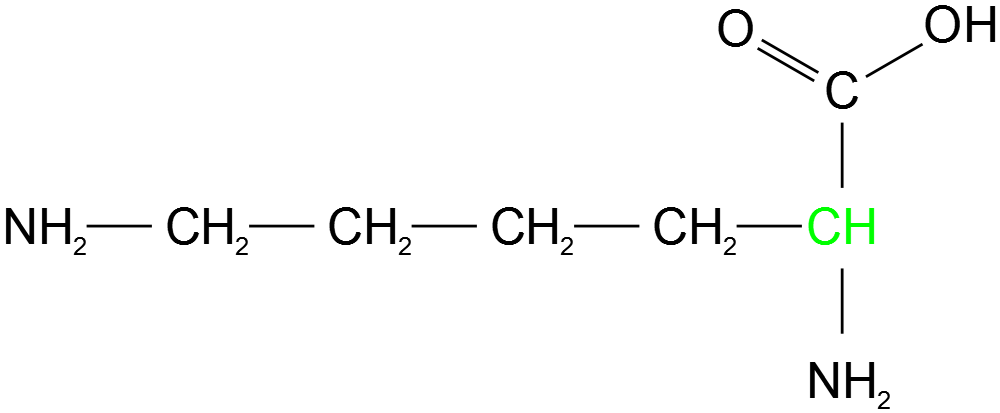 O OH
C
NH₂ CH₂ CH₂ CH₂ CH₂ CH
NH₂